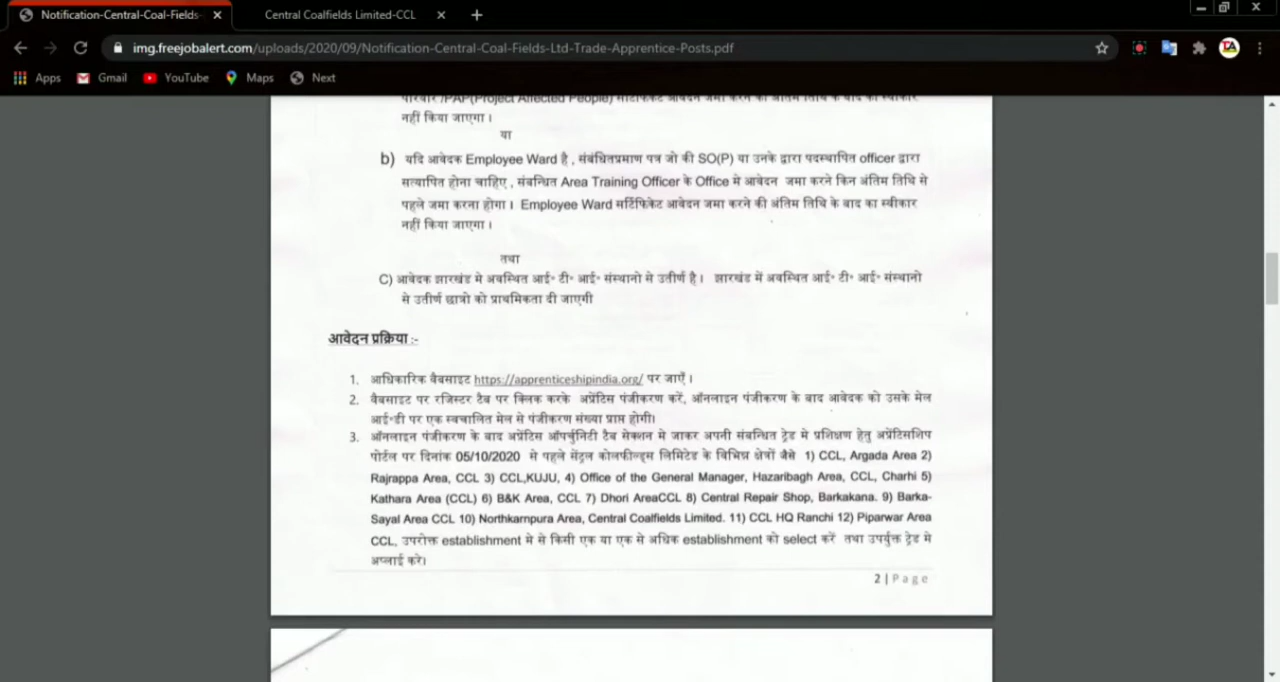 Notification-Central-Coal-Fields-
Central Coalfields Limited-CCL
img.freejobalert.com/uploads/2020/09/Notification-Central-Coal-Fields-Ltd-Trade-Apprentice-Posts.pdf
Apps Gmail YouTube Maps Next
परिवार /PAP(Project Affected People) सर्टिफिकेट आवेदन जमा करने की अंतिम तिथि के बाद का स्वीकार
नहीं किया जाएगा।
या
b) यदि आवेदक Employee Ward है , संबंधितप्रमाण पत्र जो की SO(P) या उनके द्वारा पदस्थापित officer द्वारा
सत्यापित होना चाहिए , संबन्धित Area Training Officer के Office मे आवेदन जमा करने किन अंतिम तिथि से
पहले जमा करना होगा। Employee Ward सर्टिफिकेट आवेदन जमा करने की अंतिम तिथि के बाद का स्वीकार
नहीं किया जाएगा।
तथा
C) आवेदक झारखंड मे अवस्थित आई॰ टी॰ आई॰ संस्थानो से उतीर्ण है। झारखंड में अवस्थित आई॰ टी॰ आई॰ संस्थानो
से उतीर्ण छात्रो को प्राथमिकता दी जाएगी
आवेदन प्रक्रिया :-
1. आधिकारिक वैबसाइट https://apprenticeshipindia.org/ पर जाएँ।
2. वैबसाइट पर रजिस्टर टैब पर क्लिक करके अप्रेंटिस पंजीकरण करें, ऑनलाइन पंजीकरण के बाद आवेदक को उसके मेल
आई॰डी पर एक स्वचालित मेल से पंजीकरण संख्या प्राप्त होगी।
3. ऑनलाइन पंजीकरण के बाद अप्रेंटिस ऑपर्चुनिटी टैब सेक्शन मे जाकर अपनी संबन्धित ट्रेड मे प्रशिक्षण हेतु अप्रेंटिसशिप
पोर्टल पर दिनांक 05/10/2020 से पहले सेंट्रल कोलफील्ड्स लिमिटेड के विभिन्न क्षेत्रों जैसे 1) CCL, Argada Area 2)
Rajrappa Area, CCL 3) CCL,KUJU, 4) Office of the General Manager, Hazaribagh Area, CCL, Charhi 5)
Kathara Area (CCL) 6) B&K Area, CCL 7) Dhori AreaCCL 8) Central Repair Shop, Barkakana. 9) Barka-
Sayal Area CCL 10) Northkarnpura Area, Central Coalfields Limited. 11) CCL HQ Ranchi 12) Piparwar Area
CCL, उपरोक्त establishment मे से किसी एक या एक से अधिक establishment को select करें तथा उपर्युक्त ट्रेड मे
अप्लाई करे।
2 | Page